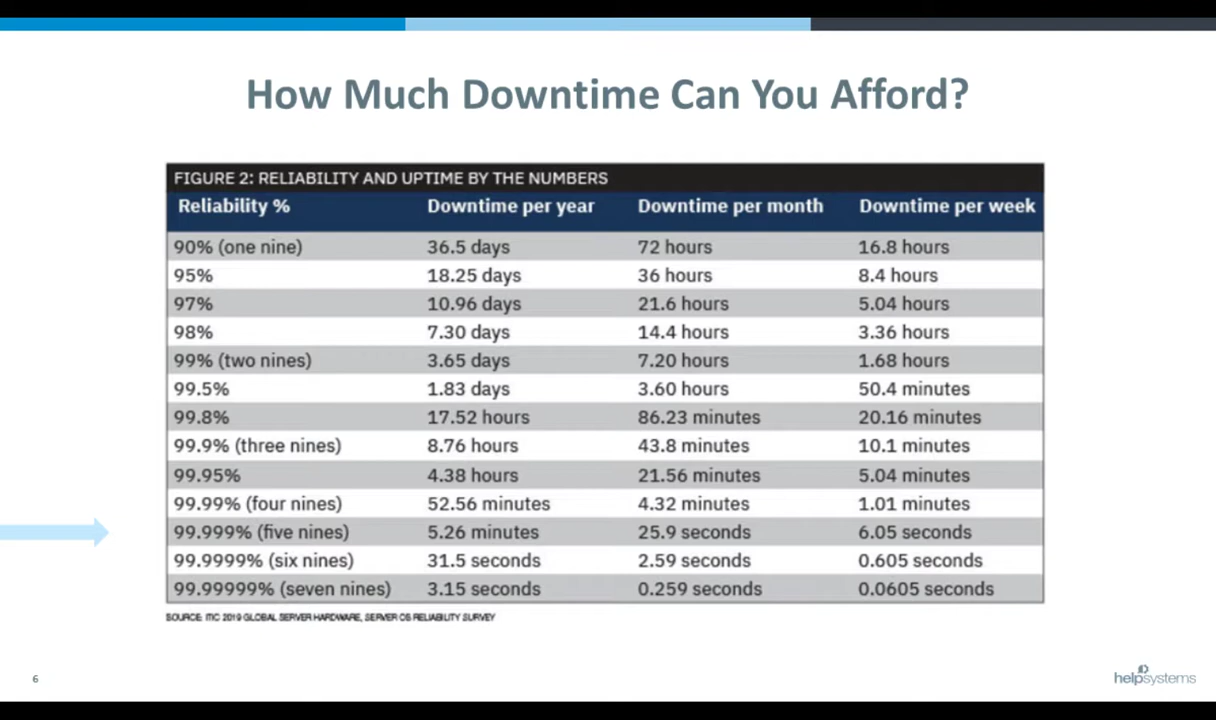 How Much Downtime Can You Afford?
FIGURE 2: RELIABILITY AND UPTIME BY THE NUMBERS
Reliability % Downtime per year Downtime per month Downtime per week
90% (one nine) 36.5 days 72 hours 16.8 hours
95% 18.25 days 36 hours 8.4 hours
97% 10.96 days 21.6 hours 5.04 hours
98% 7.30 days 14.4 hours 3.36 hours
99% (two nines) 3.65 days 7.20 hours 1.68 hours
99.5% 1.83 days 3.60 hours 50.4 minutes
99.8% 17.52 hours 86.23 minutes 20.16 minutes
99.9% (three nines) 8.76 hours 43.8 minutes 10.1 minutes
99.95% 4.38 hours 21.56 minutes 5.04 minutes
99.99% (four nines) 52.56 minutes 4.32 minutes 1.01 minutes
99.999% (five nines) 5.26 minutes 25.9 seconds 6.05 seconds
99.9999% (six nines) 31.5 seconds 2.59 seconds 0.605 seconds
99.99999% (seven nines) 3.15 seconds 0.259 seconds 0.0605 seconds
SOURCE: ITIC 2019 GLOBAL SERVER HARDWARE, SERVER OS RELIABILITY SURVEY
6
helpsystems